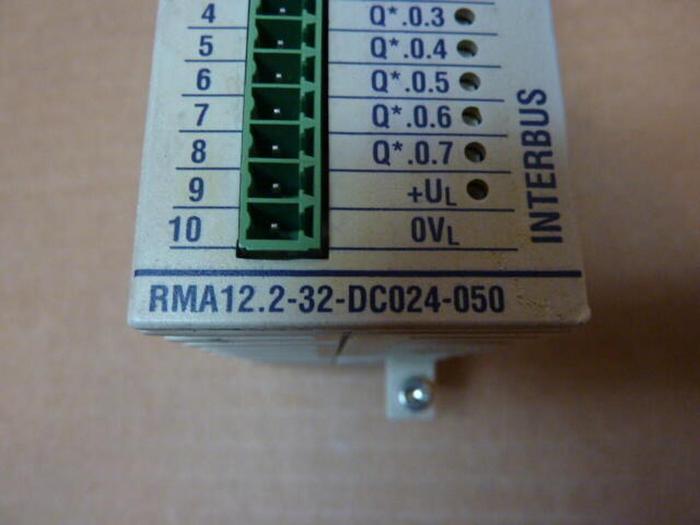 4 Q*.0.3
5 Q*.0.4
6 Q*.0.5
7 Q*.0.6
8 Q*.0.7
9 +UL
10 0VL
INTERBUS
RMA12.2-32-DC024-050